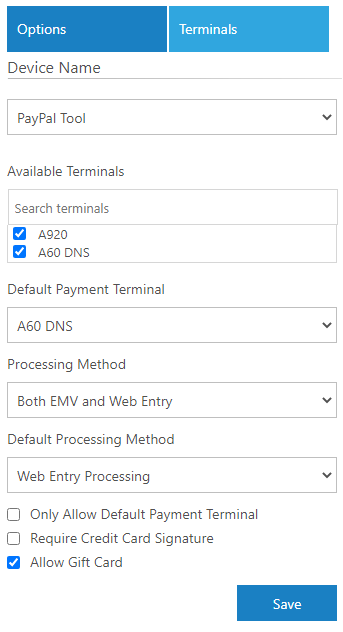 Options Terminals
Device Name
PayPal Tool
Available Terminals
Search terminals
A920
A60 DNS
Default Payment Terminal
A60 DNS
Processing Method
Both EMV and Web Entry
Default Processing Method
Web Entry Processing
Only Allow Default Payment Terminal
Require Credit Card Signature
Allow Gift Card
Save